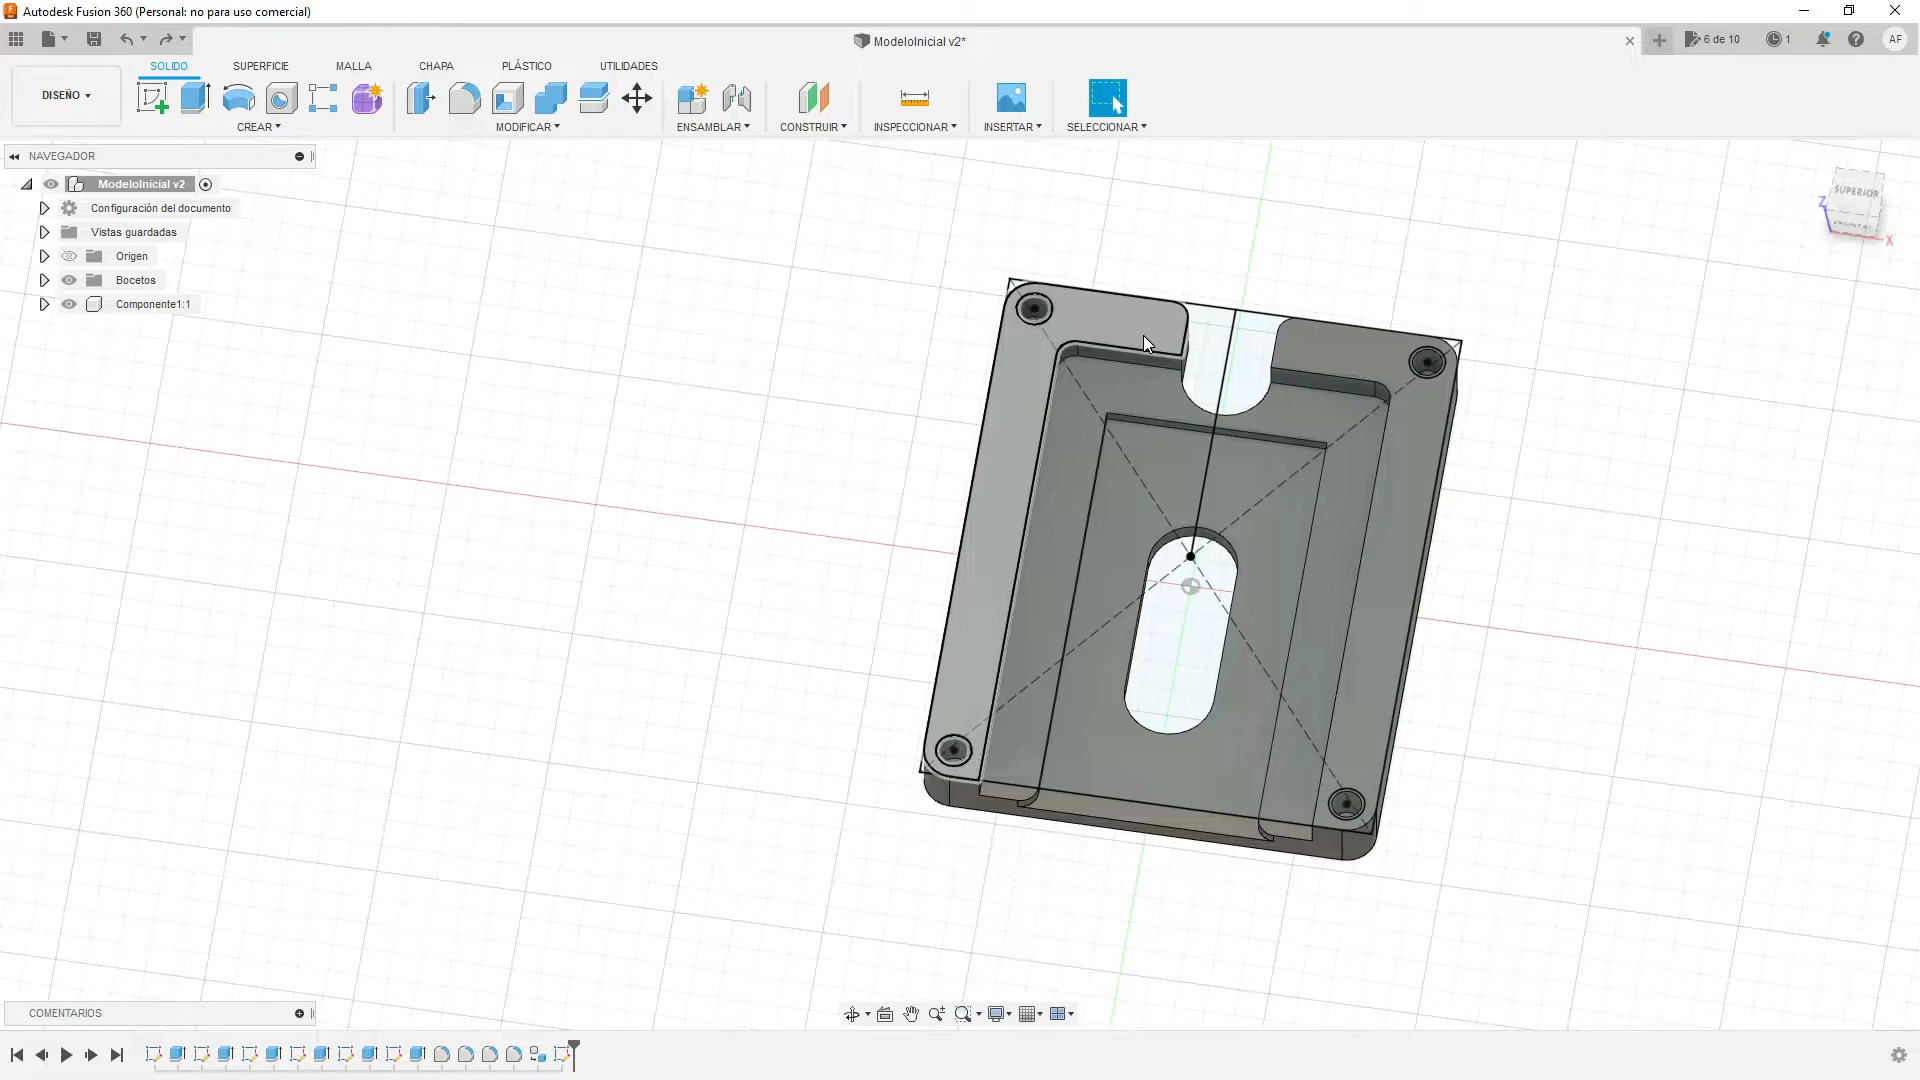 Autodesk Fusion 360 (Personal: no para uso comercial)
ModeloInicial v2*
6 de 10
1
AF
DISEÑO
SOLIDO
SUPERFICIE
MALLA
CHAPA
PLÁSTICO
UTILIDADES
CREAR
MODIFICAR
ENSAMBLAR
CONSTRUIR
INSPECCIONAR
INSERTAR
SELECCIONAR
NAVEGADOR
ModeloInicial v2
Configuración del documento
Vistas guardadas
Origen
Bocetos
Componente1:1
SUPERIOR
FRONTAL
Z
X
COMENTARIOS